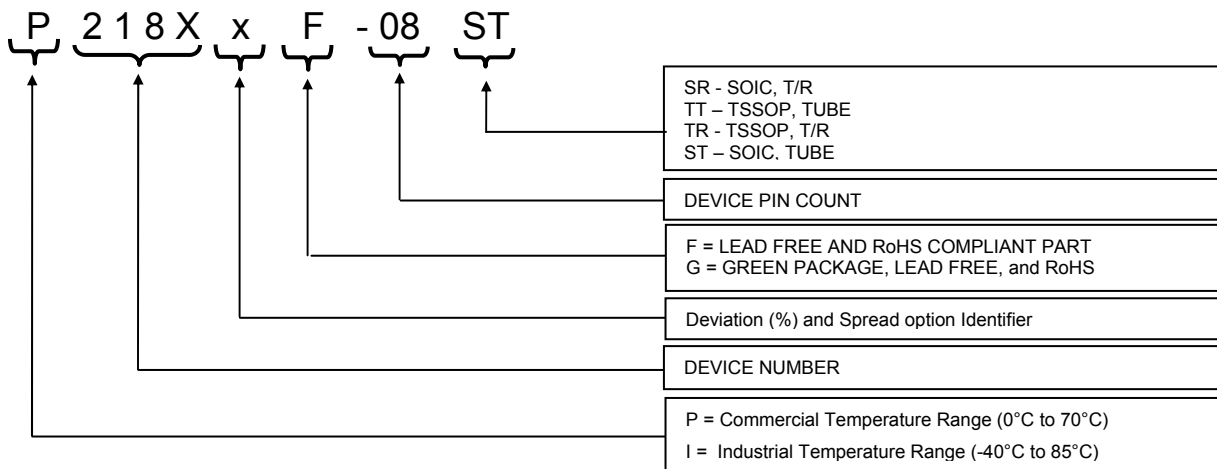 P 2 1 8 X x F - 08 ST
SR - SOIC, T/R
TT – TSSOP, TUBE
TR - TSSOP, T/R
ST – SOIC, TUBE
DEVICE PIN COUNT
F = LEAD FREE AND RoHS COMPLIANT PART
G = GREEN PACKAGE, LEAD FREE, and RoHS
Deviation (%) and Spread option Identifier
DEVICE NUMBER
P = Commercial Temperature Range (0°C to 70°C)
I = Industrial Temperature Range (-40°C to 85°C)